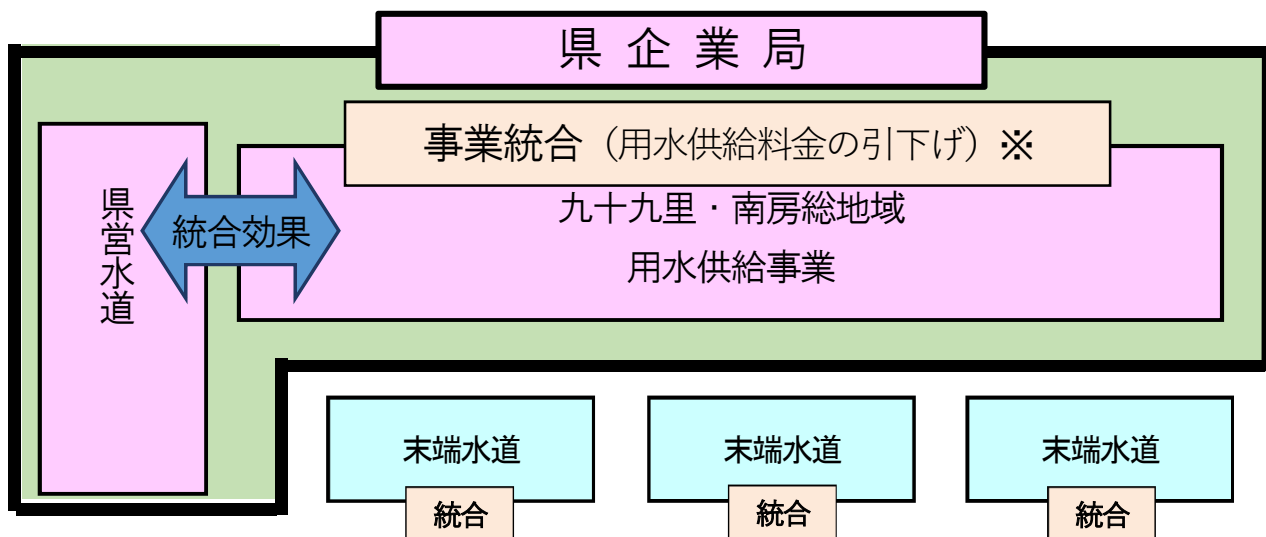 県企業局
事業統合（用水供給料金の引下げ）※
県営水道
統合効果
九十九里・南房総地域
用水供給事業
末端水道
末端水道
末端水道
統合
統合
統合